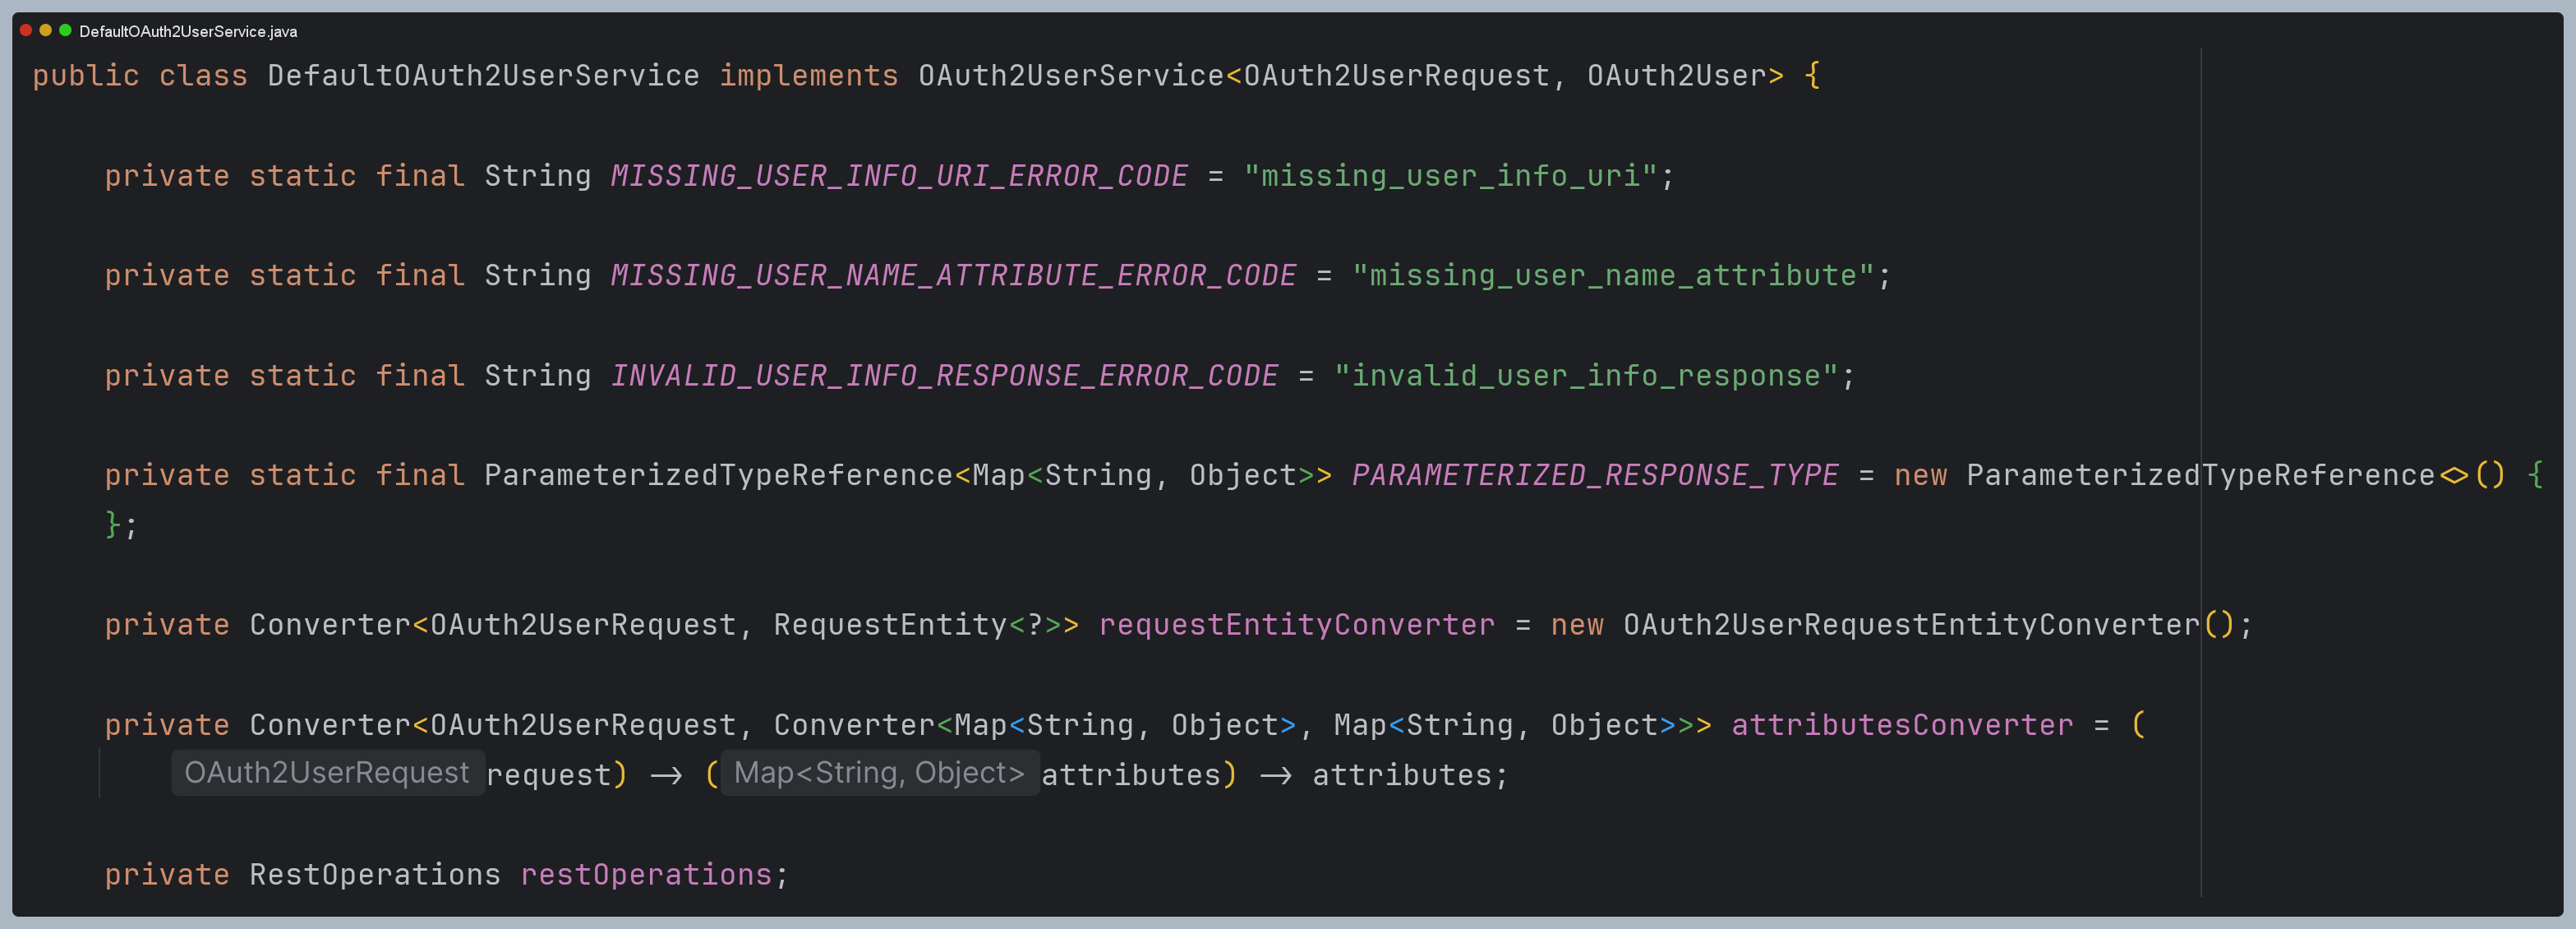 DefaultOAuth2UserService.java
public class DefaultOAuth2UserService implements OAuth2UserService<OAuth2UserRequest, OAuth2User> {
private static final String MISSING_USER_INFO_URI_ERROR_CODE = "missing_user_info_uri";
private static final String MISSING_USER_NAME_ATTRIBUTE_ERROR_CODE = "missing_user_name_attribute";
private static final String INVALID_USER_INFO_RESPONSE_ERROR_CODE = "invalid_user_info_response";
private static final ParameterizedTypeReference<Map<String, Object>> PARAMETERIZED_RESPONSE_TYPE = new ParameterizedTypeReference<>() {
};
private Converter<OAuth2UserRequest, RequestEntity<?>> requestEntityConverter = new OAuth2UserRequestEntityConverter();
private Converter<OAuth2UserRequest, Converter<Map<String, Object>, Map<String, Object>>> attributesConverter = (
OAuth2UserRequest request) -> (Map<String, Object> attributes) -> attributes;
private RestOperations restOperations;